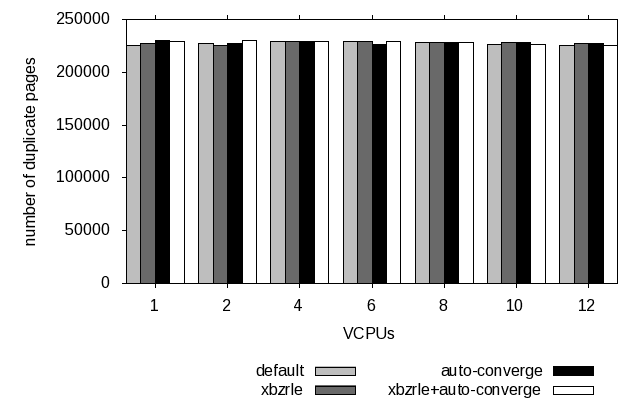 250000
200000
150000
100000
50000
0
number of duplicate pages
1 2 4 6 8 10 12
VCPUs
default auto-converge
xbzrle xbzrle+auto-converge